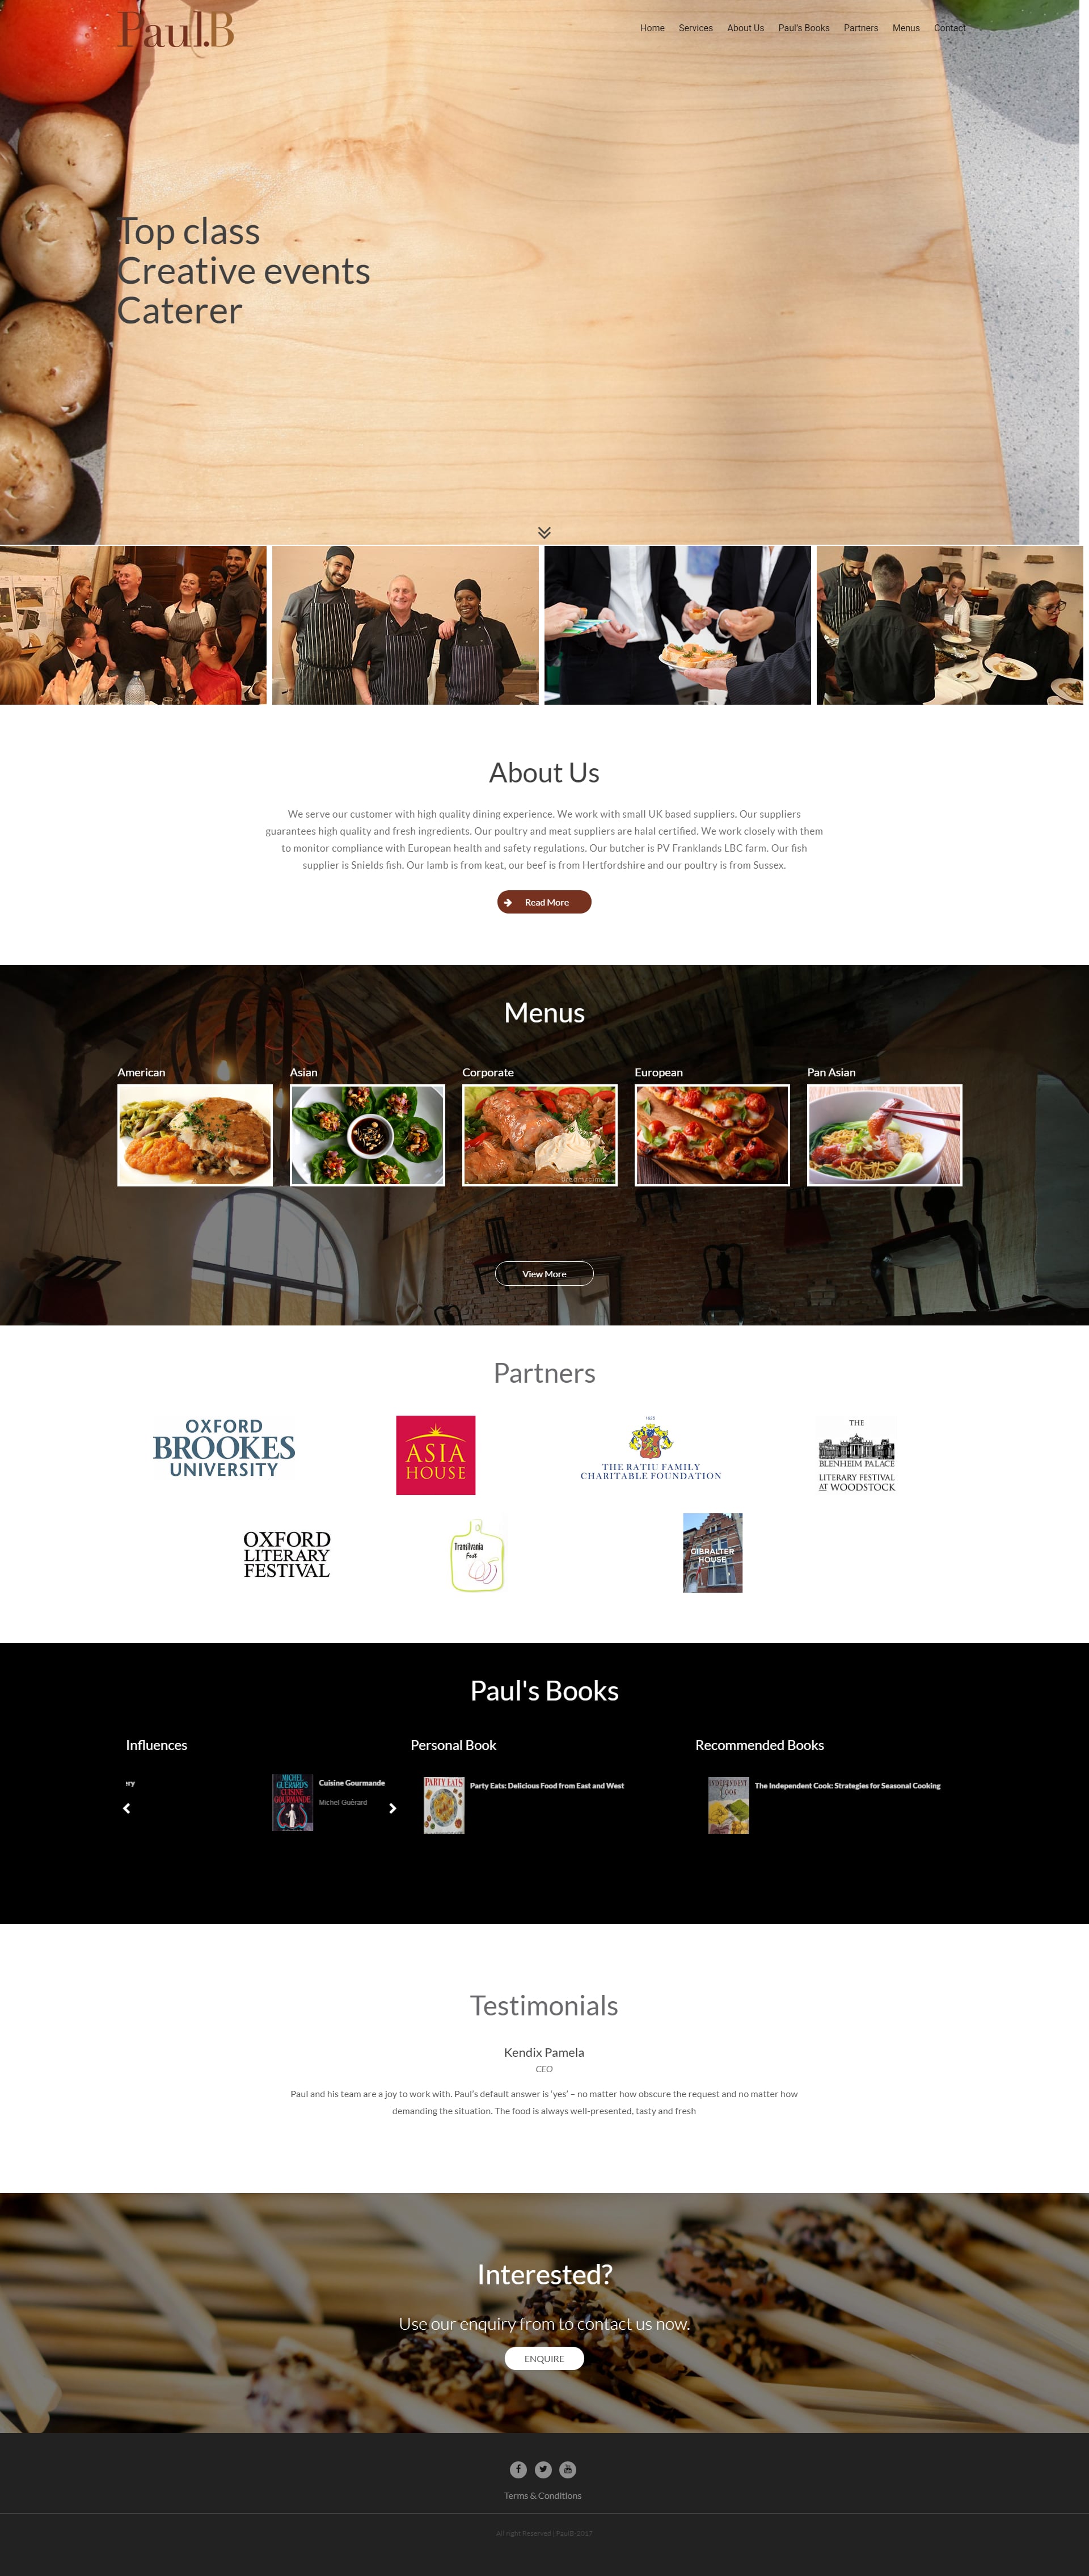 Paul.B
Home Services About Us Paul's Books Partners Menus Contact
Top class
Creative events
Caterer
About Us
We serve our customer with high quality dining experience. We work with small UK based suppliers. Our suppliers
guarantees high quality and fresh ingredients. Our poultry and meat suppliers are halal certified. We work closely with them
to monitor compliance with European health and safety regulations. Our butcher is PV Franklands LBC farm. Our fish
supplier is Snields fish. Our lamb is from keat, our beef is from Hertfordshire and our poultry is from Sussex.
Read More
Menus
American
Asian
Corporate
European
Pan Asian
Dreamstime
View More
Partners
OXFORD
BROOKES
UNIVERSITY
ASIA
HOUSE
THE RATIU FAMILY
CHARITABLE FOUNDATION
THE
BLENHEIM PALACE
LITERARY FESTIVAL
AT WOODSTOCK
OXFORD
LITERARY
FESTIVAL
Transilvania
Fest
GIBRALTER
HOUSE
Paul's Books
Influences
ery
MICHEL
GUÉRARD'S
CUISINE
GOURMANDE
Cuisine Gourmande
Michel Guérard
Personal Book
PARTY EATS
Party Eats: Delicious Food from East and West
Recommended Books
INDEPENDENT
COOK
The Independent Cook: Strategies for Seasonal Cooking
Testimonials
Kendix Pamela
CEO
Paul and his team are a joy to work with. Paul's default answer is 'yes' – no matter how obscure the request and no matter how
demanding the situation. The food is always well-presented, tasty and fresh
Interested?
Use our enquiry from to contact us now.
ENQUIRE
Terms & Conditions
All right Reserved | PaulB-2017